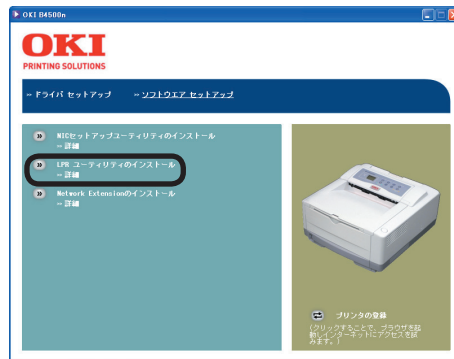 OKI B4500n
OKI
PRINTING SOLUTIONS
ドライバ セットアップ ソフトウエア セットアップ
NICセットアップユーティリティのインストール
詳細
LPR ユーティリティのインストール
詳細
Network Extensionのインストール
詳細
プリンタの登録
(クリックすることで、ブラウザを起
動しインターネットにアクセスを試
みます。)